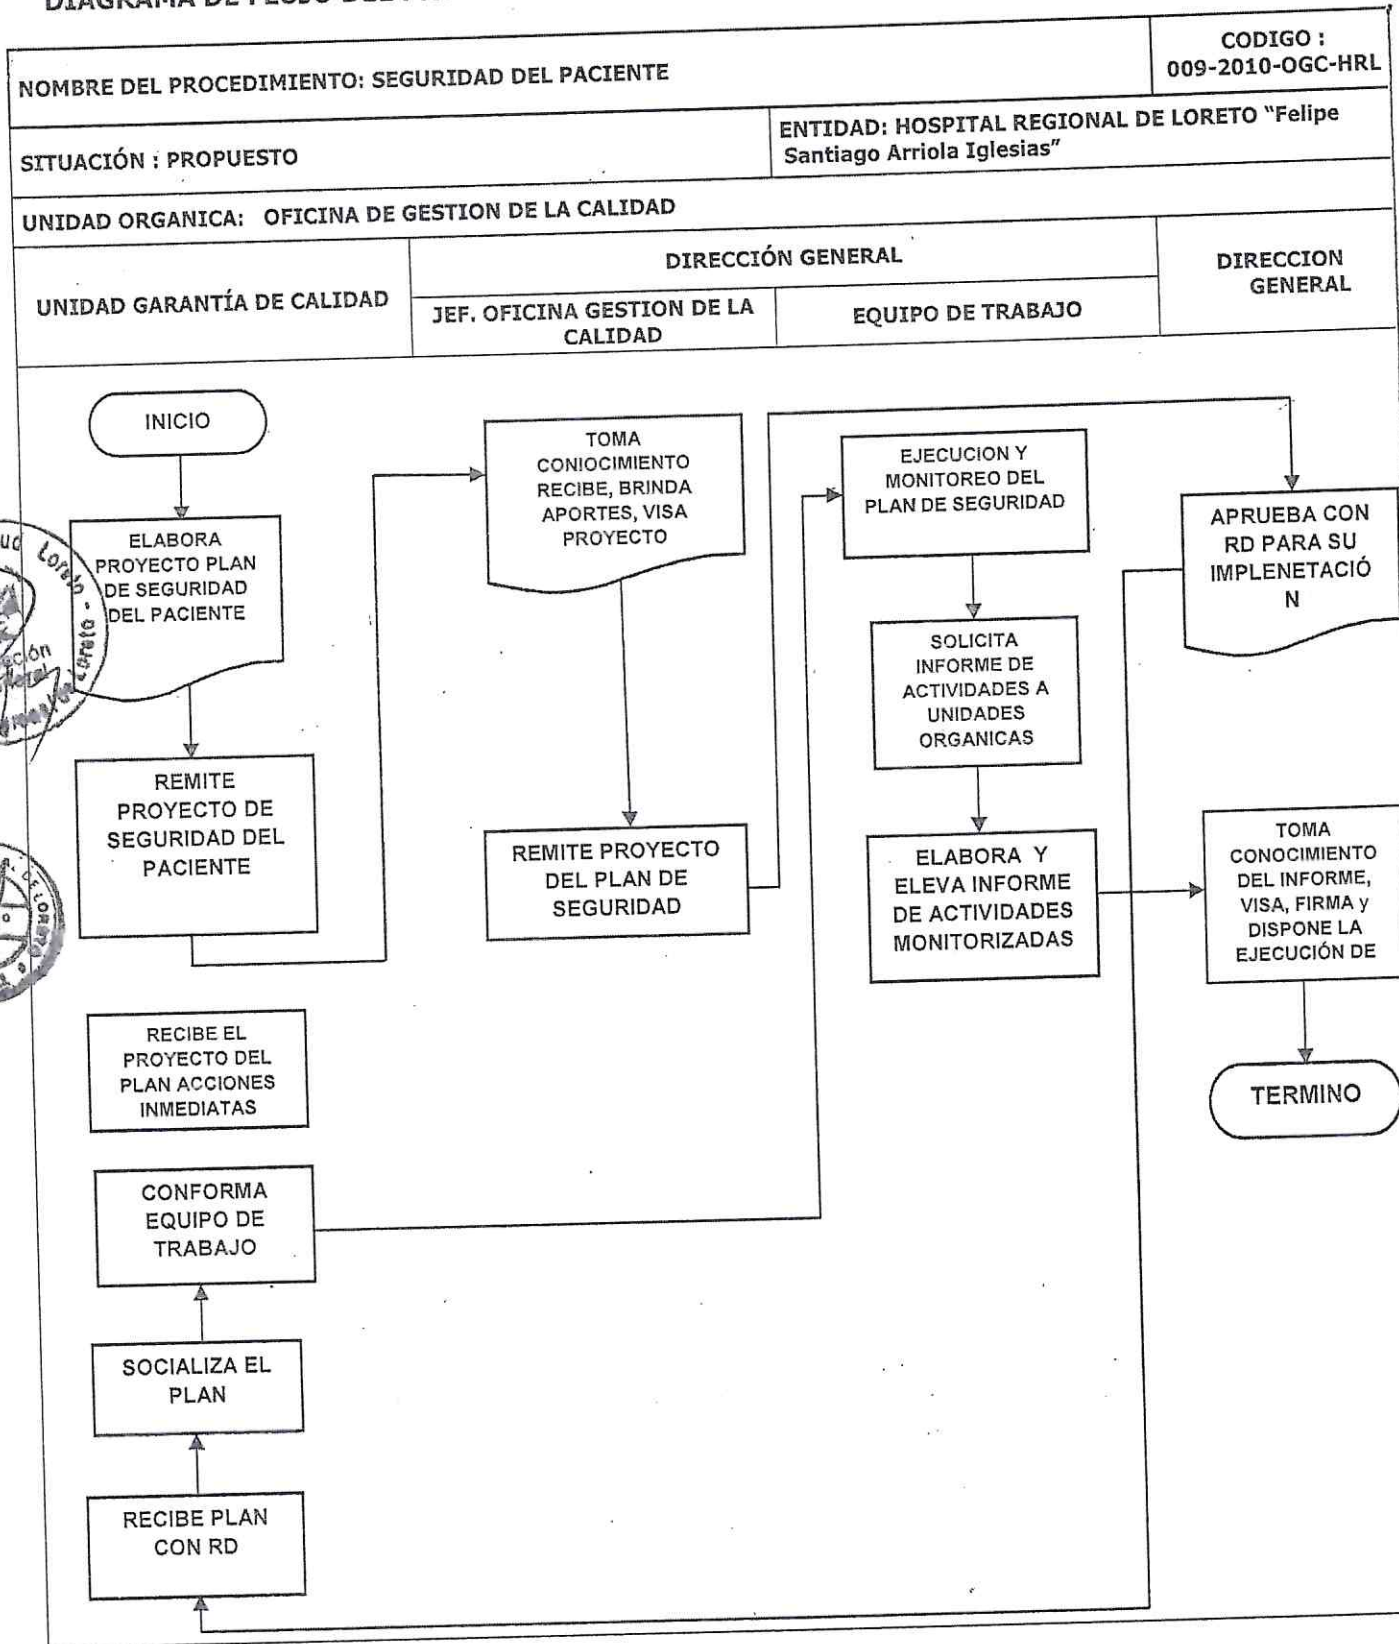 DIAGRAMA DE FLUJO DEL
NOMBRE DEL PROCEDIMIENTO: SEGURIDAD DEL PACIENTE
CODIGO :
009-2010-OGC-HRL
SITUACIÓN : PROPUESTO
ENTIDAD: HOSPITAL REGIONAL DE LORETO "Felipe
Santiago Arriola Iglesias"
UNIDAD ORGANICA: OFICINA DE GESTION DE LA CALIDAD
UNIDAD GARANTÍA DE CALIDAD
DIRECCIÓN GENERAL
JEF. OFICINA GESTION DE LA
CALIDAD
EQUIPO DE TRABAJO
DIRECCION
GENERAL
INICIO
ELABORA
PROYECTO PLAN
DE SEGURIDAD
DEL PACIENTE
REMITE
PROYECTO DE
SEGURIDAD DEL
PACIENTE
RECIBE EL
PROYECTO DEL
PLAN ACCIONES
INMEDIATAS
CONFORMA
EQUIPO DE
TRABAJO
SOCIALIZA EL
PLAN
RECIBE PLAN
CON RD
TOMA
CONIOCIMIENTO
RECIBE, BRINDA
APORTES, VISA
PROYECTO
REMITE PROYECTO
DEL PLAN DE
SEGURIDAD
EJECUCION Y
MONITOREO DEL
PLAN DE SEGURIDAD
SOLICITA
INFORME DE
ACTIVIDADES A
UNIDADES
ORGANICAS
ELABORA Y
ELEVA INFORME
DE ACTIVIDADES
MONITORIZADAS
APRUEBA CON
RD PARA SU
IMPLENETACIÓ
N
TOMA
CONOCIMIENTO
DEL INFORME,
VISA, FIRMA y
DISPONE LA
EJECUCIÓN DE
TERMINO
Loreto -
DE LORETO